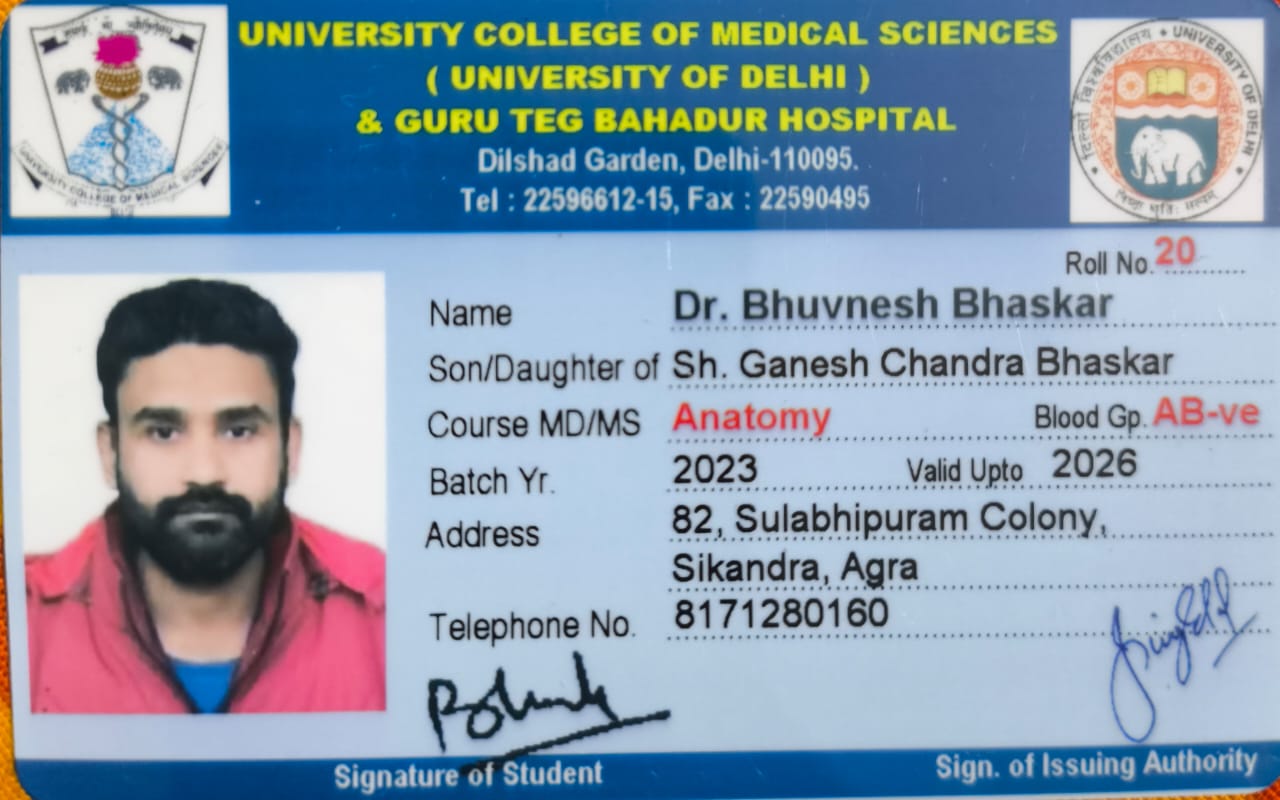 UNIVERSITY COLLEGE OF MEDICAL SCIENCES
( UNIVERSITY OF DELHI )
& GURU TEG BAHADUR HOSPITAL
Dilshad Garden, Delhi-110095.
Tel : 22596612-15, Fax : 22590495
UNIVERSITY COLLEGE OF MEDICAL SCIENCES
दिल्ली विश्वविद्यालय • UNIVERSITY OF DELHI •
Roll No. 20
Name Dr. Bhuvnesh Bhaskar
Son/Daughter of Sh. Ganesh Chandra Bhaskar
Course MD/MS Anatomy Blood Gp. AB-ve
Batch Yr. 2023 Valid Upto 2026
Address 82, Sulabhipuram Colony,
Sikandra, Agra
Telephone No. 8171280160
Signature of Student Sign. of Issuing Authority